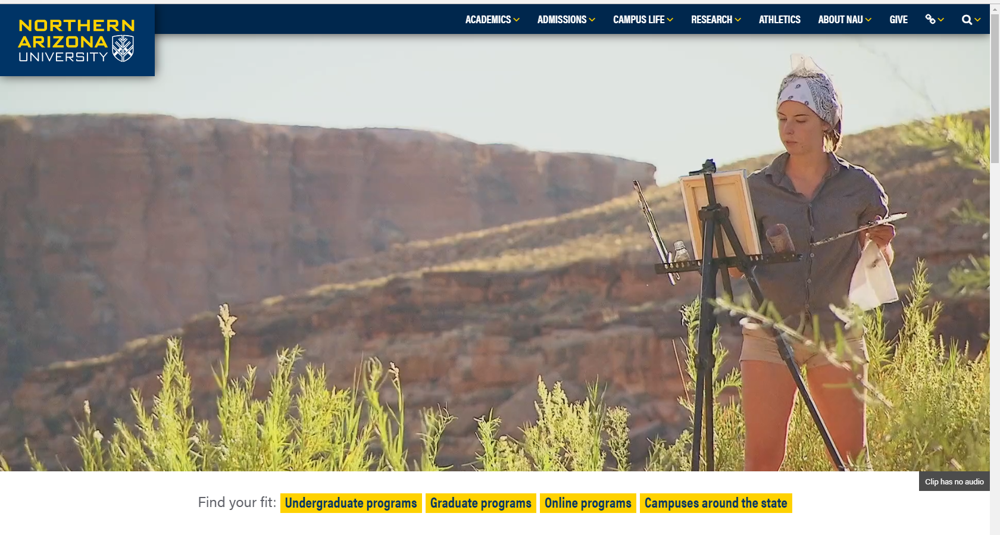 NORTHERN
ARIZONA
UNIVERSITY
ACADEMICS ADMISSIONS CAMPUS LIFE RESEARCH ATHLETICS ABOUT NAU GIVE
Clip has no audio
Find your fit: Undergraduate programs Graduate programs Online programs Campuses around the state